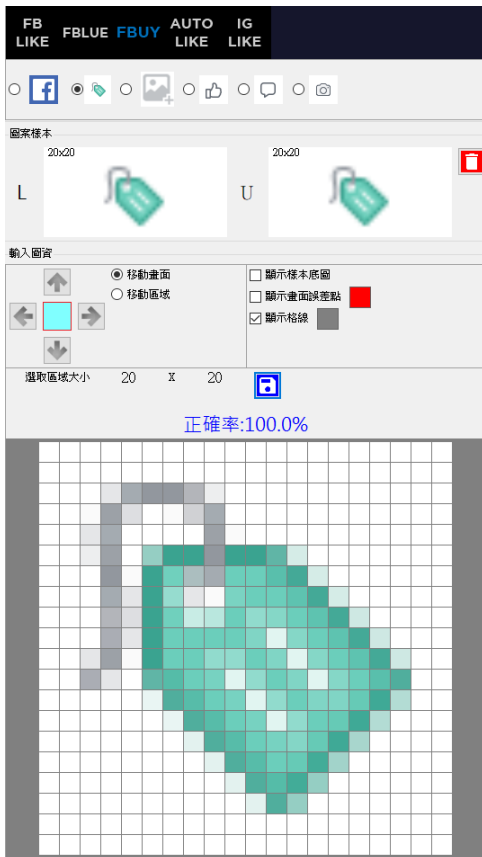 FB LIKE FBLUE FBUY AUTO LIKE IG LIKE
圖案樣本
L 20x20 U 20x20
輸入圖資
移動畫面
移動區域
顯示樣本底圖
顯示畫面誤差點
顯示格線
選取區域大小 20 X 20
正確率:100.0%